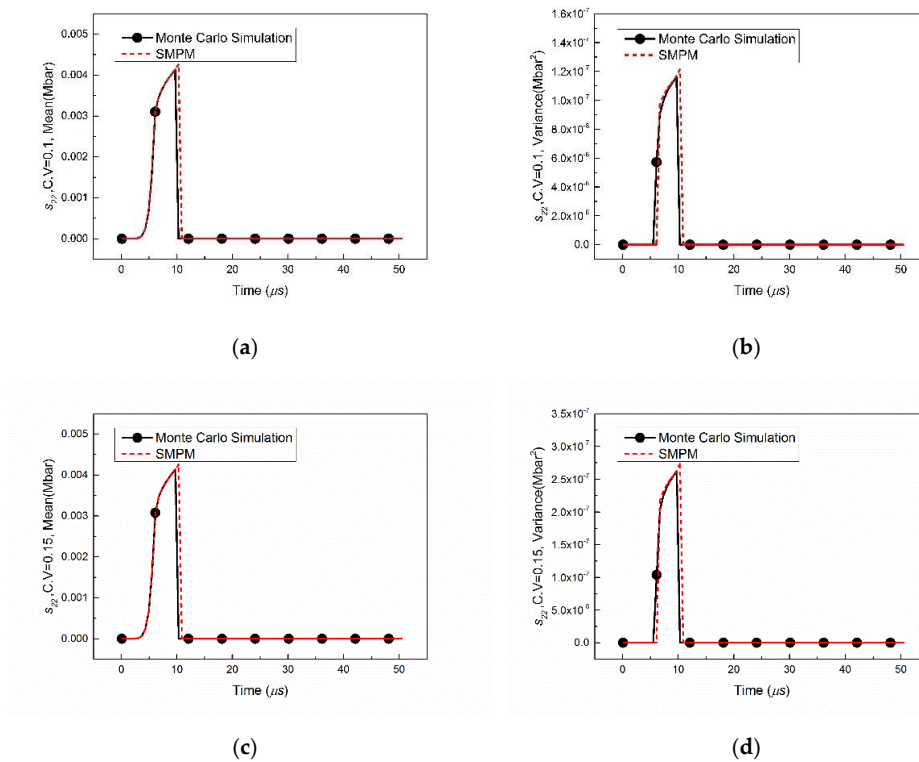 0.005
0.004
0.003
0.002
0.001
0.000
s22,C.V=0.1, Mean(Mbar)
Monte Carlo Simulation
SMPM
0 10 20 30 40 50
Time (μs)
(a)
1.6x10-7
1.4x10-7
1.2x10-7
1.0x10-7
8.0x10-8
6.0x10-8
4.0x10-8
2.0x10-8
0.0
s22,C.V=0.1, Variance(Mbar2)
Monte Carlo Simulation
SMPM
0 10 20 30 40 50
Time (μs)
(b)
0.005
0.004
0.003
0.002
0.001
0.000
s22,C.V=0.15, Mean(Mbar)
Monte Carlo Simulation
SMPM
0 10 20 30 40 50
Time (μs)
(c)
3.5x10-7
3.0x10-7
2.5x10-7
2.0x10-7
1.5x10-7
1.0x10-7
5.0x10-8
0.0
s22,C.V=0.15, Variance(Mbar2)
Monte Carlo Simulation
SMPM
0 10 20 30 40 50
Time (μs)
(d)